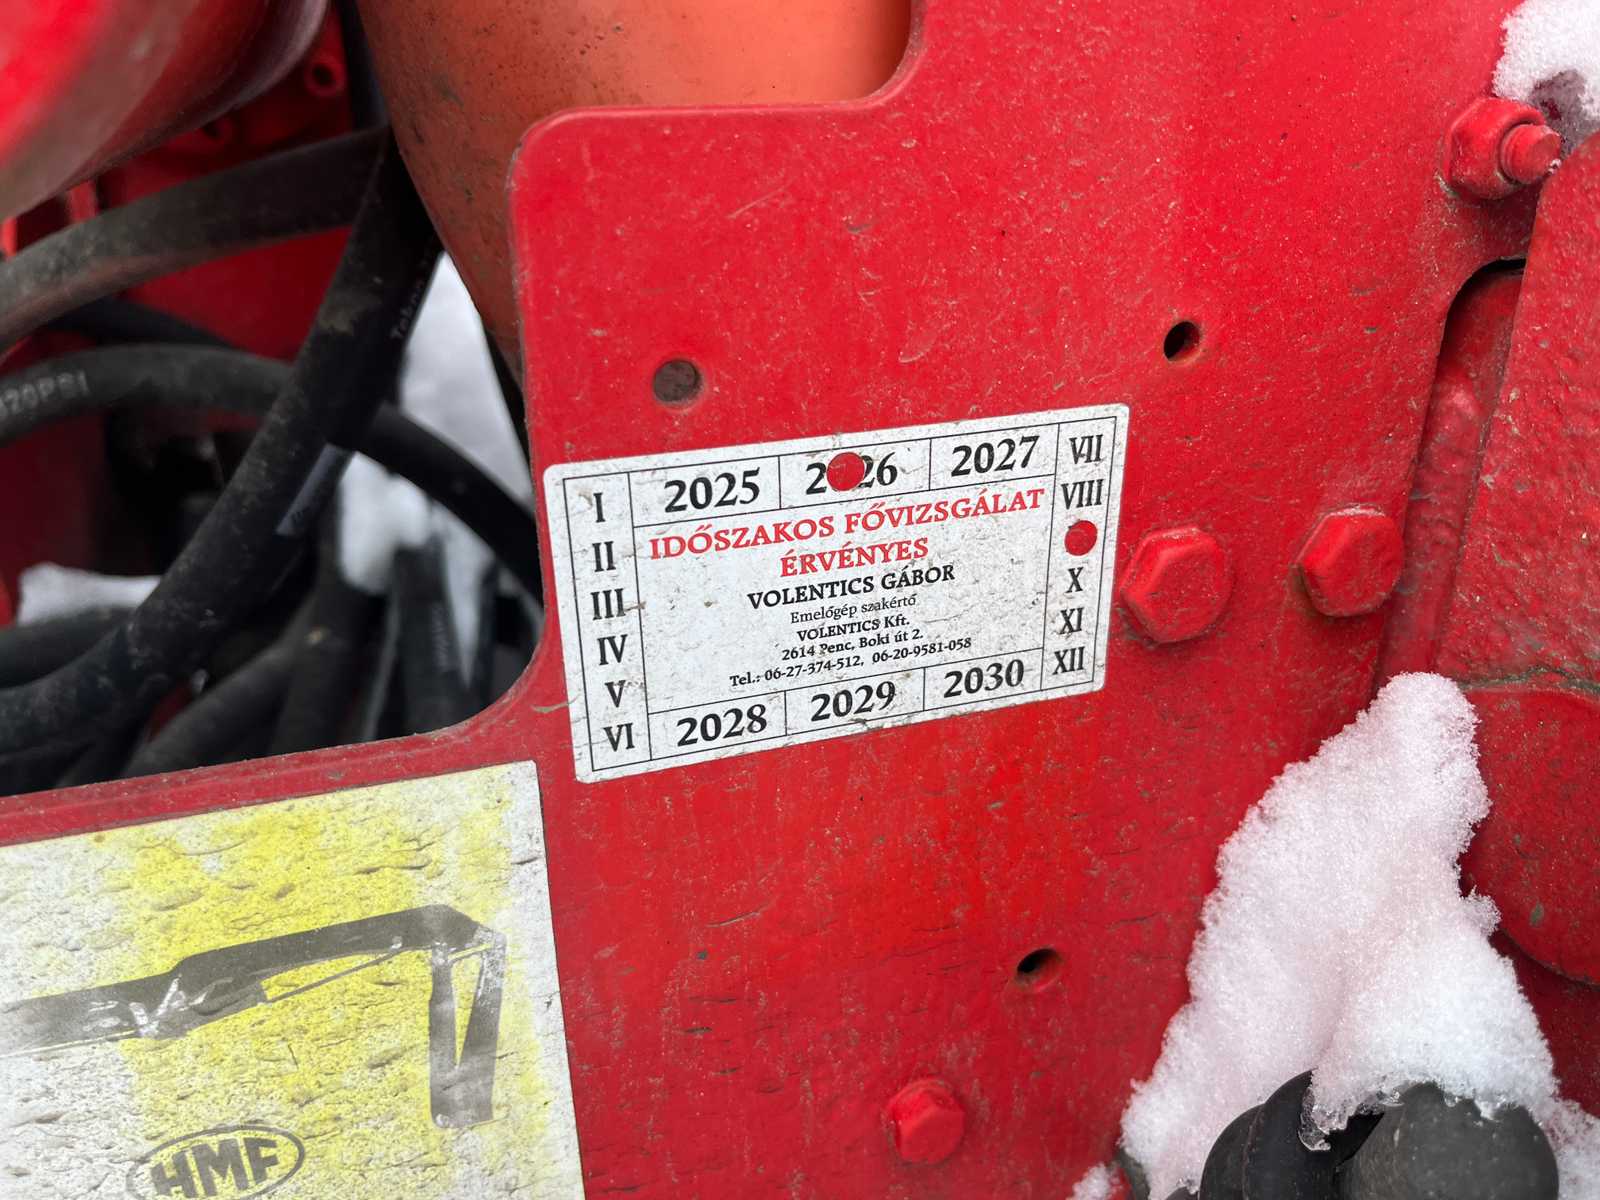 2025 2026 2027
I
II
III
IV
V
VI
IDŐSZAKOS FŐVIZSGÁLAT
ÉRVÉNYES
VOLENTICS GÁBOR
Emelőgép szakértő
VOLENTICS Kft.
2614 Penc, Boki út 2.
Tel.: 06-27-374-512, 06-20-9581-058
VII
VIII
X
XI
XII
2028 2029 2030
HMF